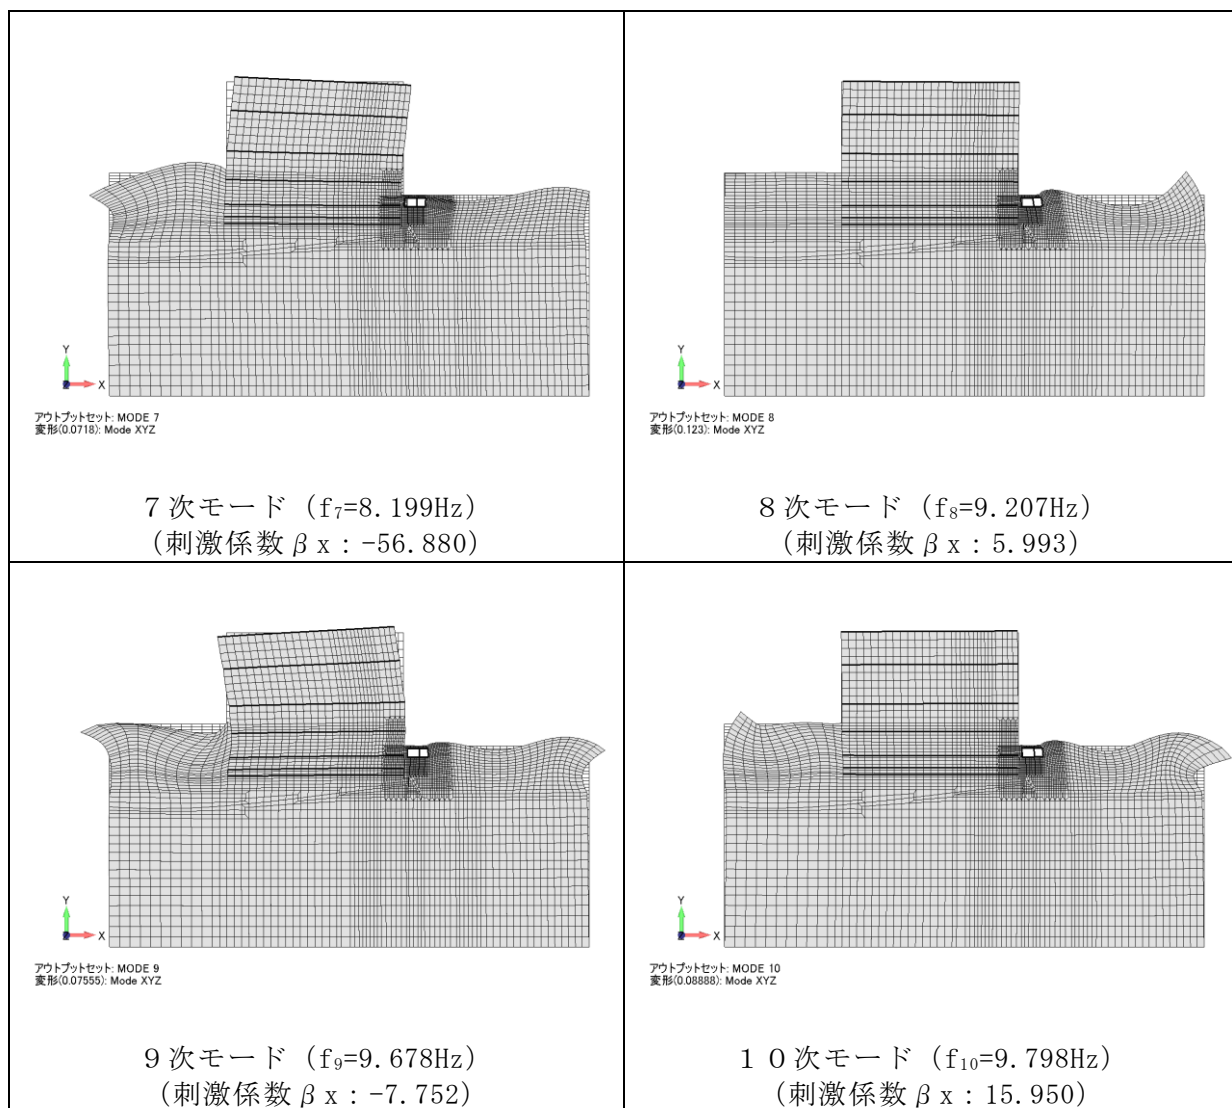 Y
Z
X
アウトプットセット: MODE 7
変形(0.0718): Mode XYZ
7次モード（f₇=8.199Hz）
（刺激係数βx：-56.880）
Y
Z
X
アウトプットセット: MODE 8
変形(0.123): Mode XYZ
8次モード（f₈=9.207Hz）
（刺激係数βx：5.993）
Y
Z
X
アウトプットセット: MODE 9
変形(0.07555): Mode XYZ
9次モード（f₉=9.678Hz）
（刺激係数βx：-7.752）
Y
Z
X
アウトプットセット: MODE 10
変形(0.08888): Mode XYZ
１０次モード（f₁₀=9.798Hz）
（刺激係数βx：15.950）